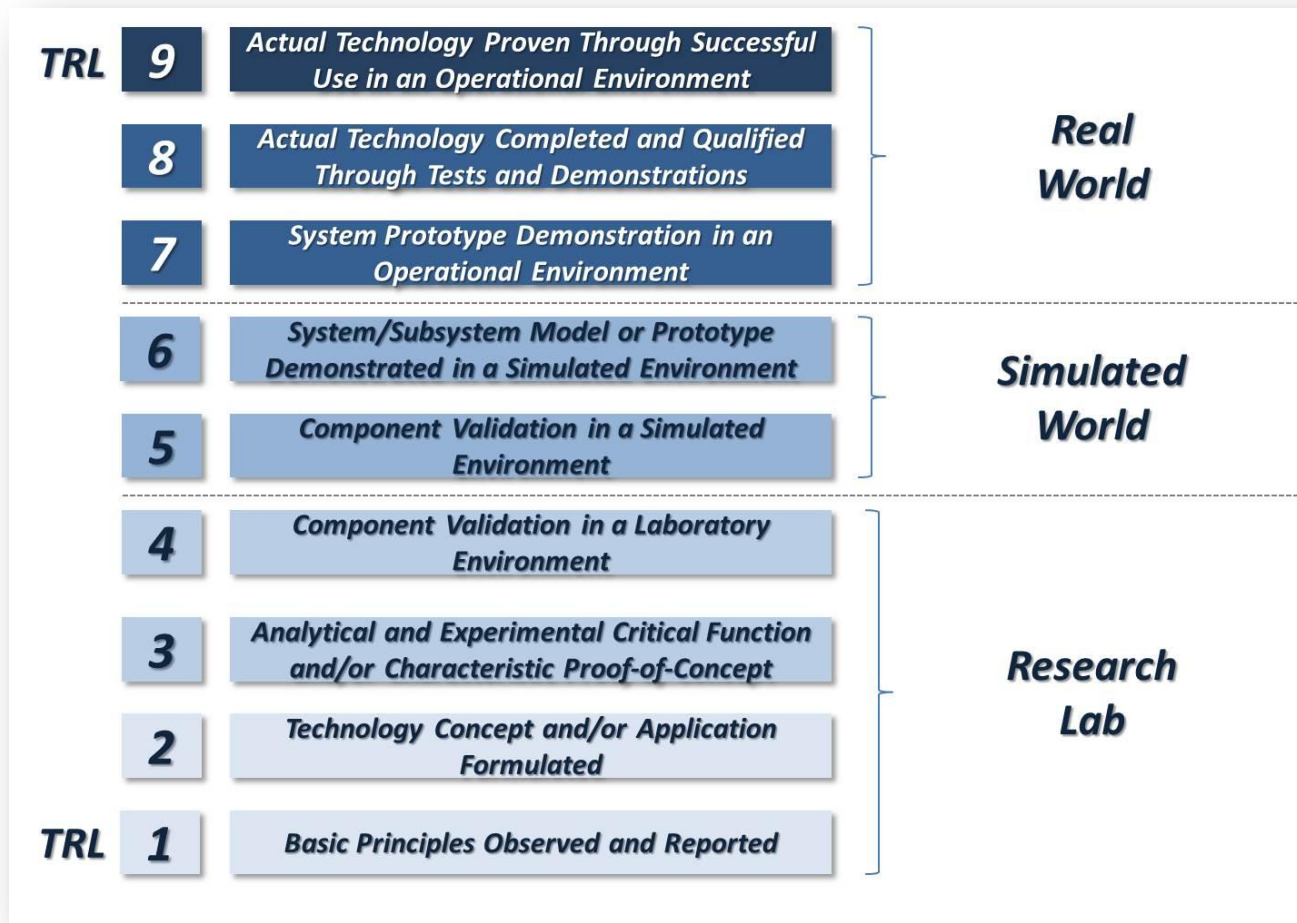 TRL 9 Actual Technology Proven Through Successful
Use in an Operational Environment
8 Actual Technology Completed and Qualified
Through Tests and Demonstrations
7 System Prototype Demonstration in an
Operational Environment
Real
World
6 System/Subsystem Model or Prototype
Demonstrated in a Simulated Environment
5 Component Validation in a Simulated
Environment
Simulated
World
4 Component Validation in a Laboratory
Environment
3 Analytical and Experimental Critical Function
and/or Characteristic Proof-of-Concept
2 Technology Concept and/or Application
Formulated
TRL 1 Basic Principles Observed and Reported
Research
Lab